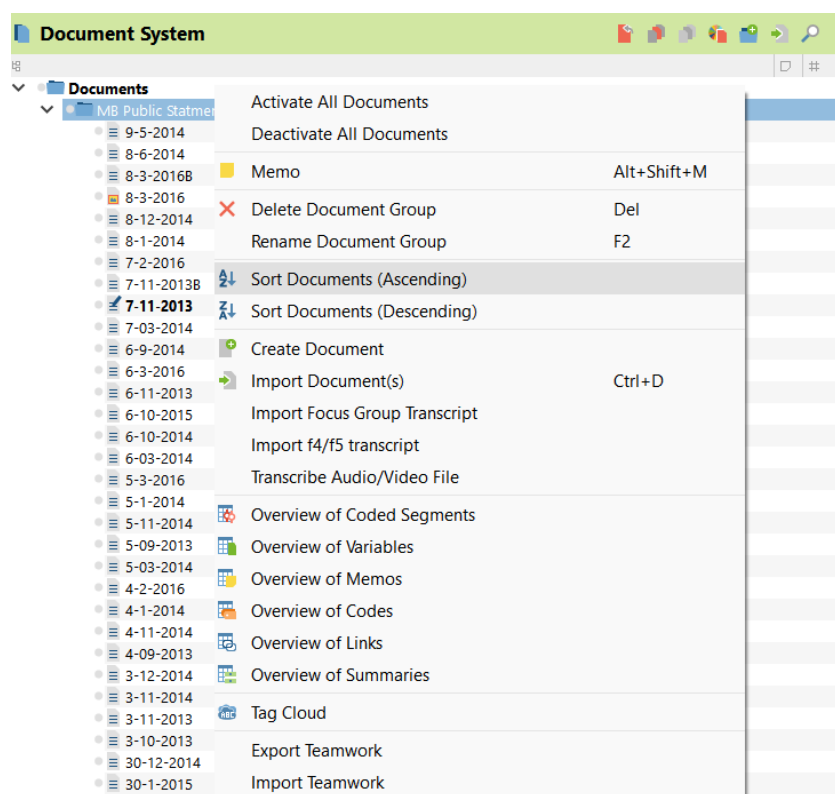 Document System
#
Documents
MB Public Statmer
9-5-2014
8-6-2014
8-3-2016B
8-3-2016
8-12-2014
8-1-2014
7-2-2016
7-11-2013B
7-11-2013
7-03-2014
6-9-2014
6-3-2016
6-11-2013
6-10-2015
6-10-2014
6-03-2014
5-3-2016
5-1-2014
5-11-2014
5-09-2013
5-03-2014
4-2-2016
4-1-2014
4-11-2014
4-09-2013
3-12-2014
3-11-2014
3-11-2013
3-10-2013
30-12-2014
30-1-2015
Activate All Documents
Deactivate All Documents
Memo Alt+Shift+M
Delete Document Group Del
Rename Document Group F2
Sort Documents (Ascending)
Sort Documents (Descending)
Create Document
Import Document(s) Ctrl+D
Import Focus Group Transcript
Import f4/f5 transcript
Transcribe Audio/Video File
Overview of Coded Segments
Overview of Variables
Overview of Memos
Overview of Codes
Overview of Links
Overview of Summaries
Tag Cloud
Export Teamwork
Import Teamwork